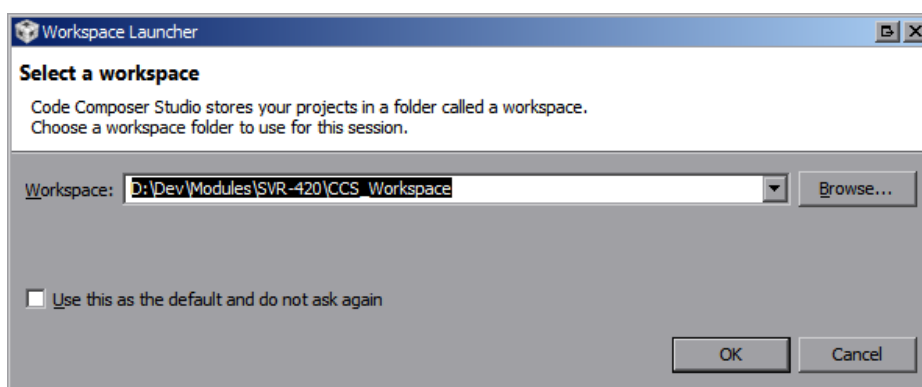 Workspace Launcher
Select a workspace
Code Composer Studio stores your projects in a folder called a workspace.
Choose a workspace folder to use for this session.
Workspace: D:\Dev\Modules\SVR-420\CCS_Workspace Browse...
Use this as the default and do not ask again
OK Cancel